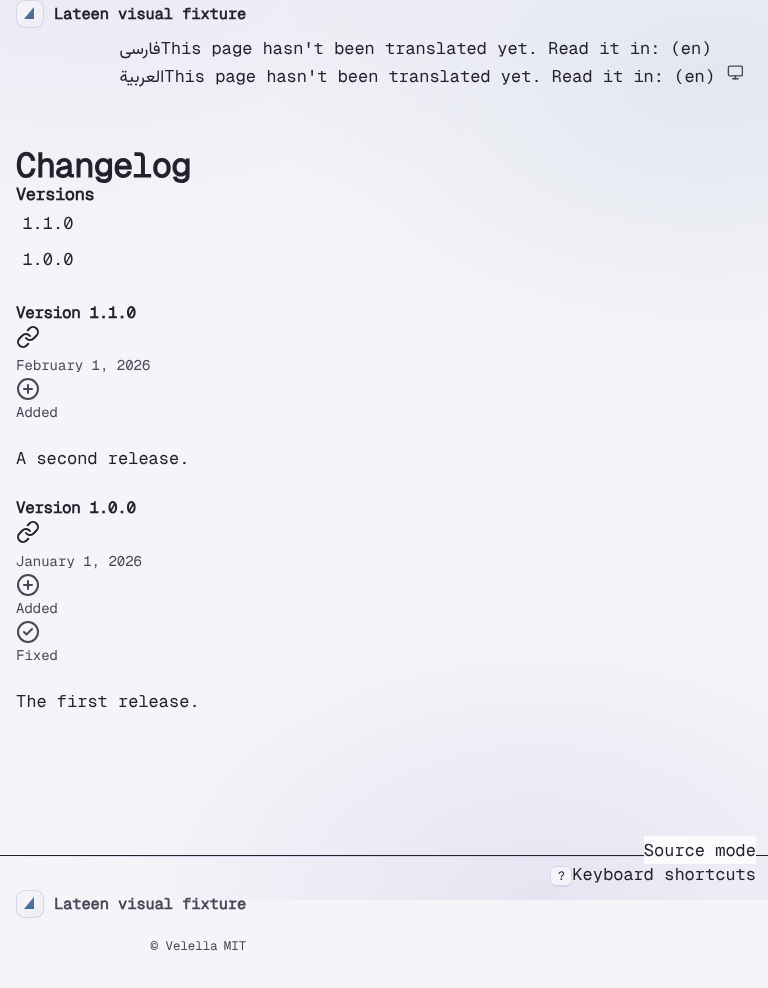 Lateen visual fixture
فارسیThis page hasn't been translated yet. Read it in: (en)
العربيةThis page hasn't been translated yet. Read it in: (en)
Changelog
Versions
1.1.0
1.0.0
Version 1.1.0
February 1, 2026
Added
A second release.
Version 1.0.0
January 1, 2026
Added
Fixed
The first release.
Source mode
? Keyboard shortcuts
Lateen visual fixture
© Velella MIT